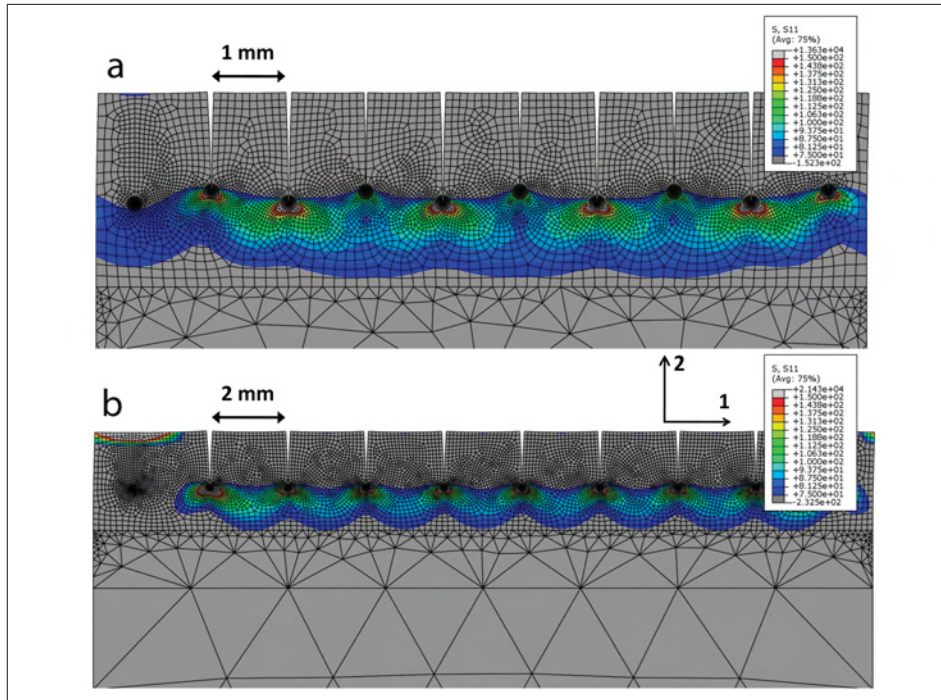 S, S11
(Avg: 75%)
+1.363e+04
+1.500e+02
+1.438e+02
+1.375e+02
+1.313e+02
+1.250e+02
+1.188e+02
+1.125e+02
+1.063e+02
+1.000e+02
+9.375e+01
+8.750e+01
+8.125e+01
+7.500e+01
-1.523e+02
1 mm
a
2
1
S, S11
(Avg: 75%)
+2.143e+04
+1.500e+02
+1.438e+02
+1.375e+02
+1.313e+02
+1.250e+02
+1.188e+02
+1.125e+02
+1.063e+02
+1.000e+02
+9.375e+01
+8.750e+01
+8.125e+01
+7.500e+01
-2.325e+02
2 mm
b